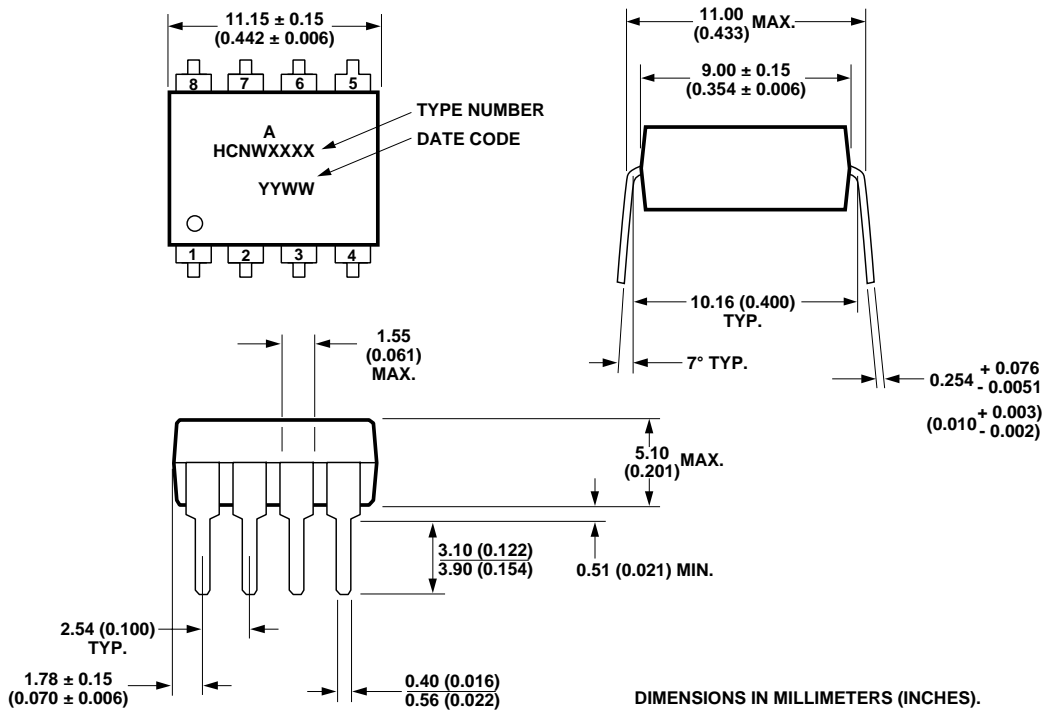 11.15 ± 0.15
(0.442 ± 0.006)
8 7 6 5
A
HCNWXXXX
YYWW
TYPE NUMBER
DATE CODE
1 2 3 4
11.00
(0.433) MAX.
9.00 ± 0.15
(0.354 ± 0.006)
10.16 (0.400)
TYP.
7° TYP.
0.254 + 0.076
- 0.0051
(0.010 + 0.003)
- 0.002)
1.55
(0.061)
MAX.
5.10
(0.201) MAX.
3.10 (0.122)
3.90 (0.154)
0.51 (0.021) MIN.
2.54 (0.100)
TYP.
1.78 ± 0.15
(0.070 ± 0.006)
0.40 (0.016)
0.56 (0.022)
DIMENSIONS IN MILLIMETERS (INCHES).